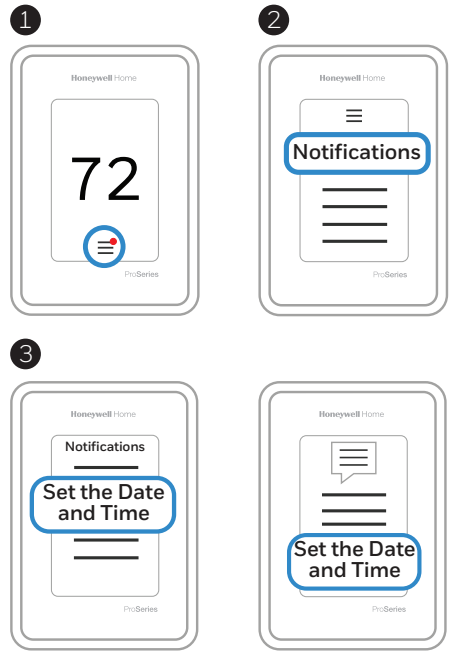 1
Honeywell Home
72
ProSeries
2
Honeywell Home
Notifications
ProSeries
3
Honeywell Home
Notifications
Set the Date
and Time
ProSeries
Honeywell Home
Set the Date
and Time
ProSeries